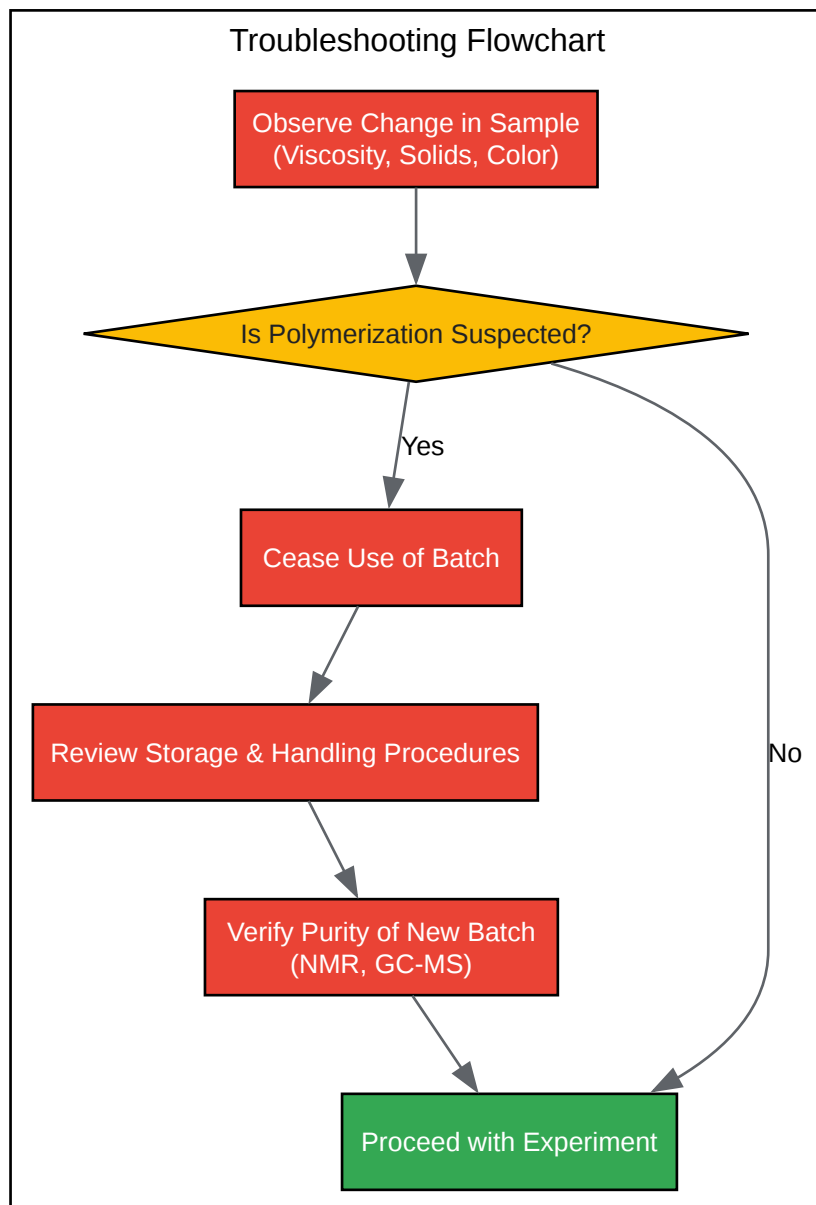 Troubleshooting Flowchart
Observe Change in Sample
(Viscosity, Solids, Color)
Is Polymerization Suspected?
Yes
Cease Use of Batch
Review Storage & Handling Procedures
No
Verify Purity of New Batch
(NMR, GC-MS)
Proceed with Experiment